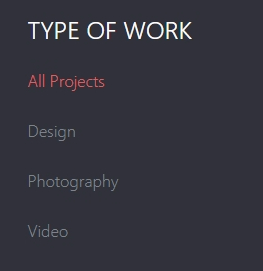 TYPE OF WORK
All Projects
Design
Photography
Video